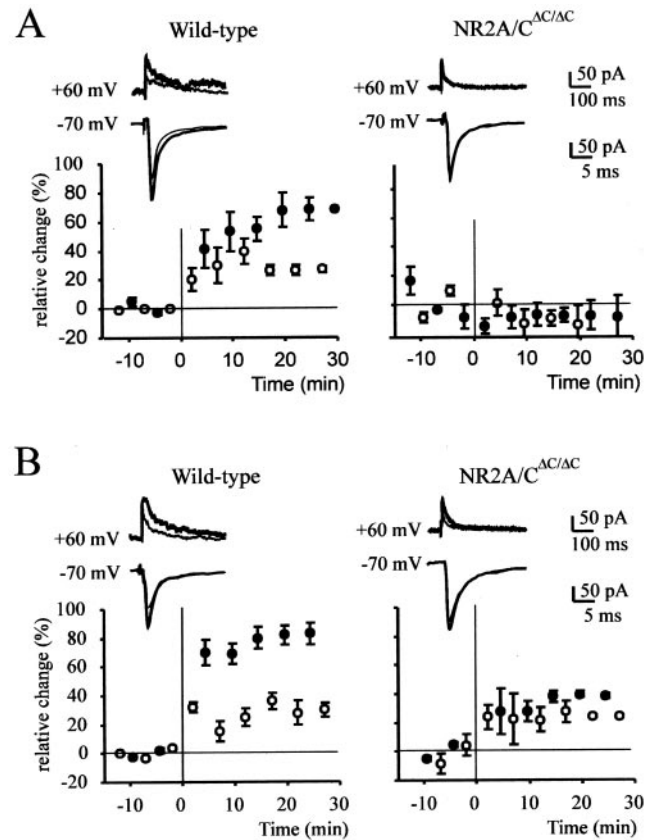 A
Wild-type
NR2A/C^ΔC/ΔC
+60 mV
-70 mV
+60 mV
-70 mV
50 pA
100 ms
50 pA
5 ms
relative change (%)
100
80
60
40
20
0
-20
-10 0 10 20 30
Time (min)
-10 0 10 20 30
Time (min)
B
Wild-type
NR2A/C^ΔC/ΔC
+60 mV
-70 mV
+60 mV
-70 mV
50 pA
100 ms
50 pA
5 ms
relative change (%)
100
80
60
40
20
0
-20
-10 0 10 20 30
Time (min)
-10 0 10 20 30
Time (min)